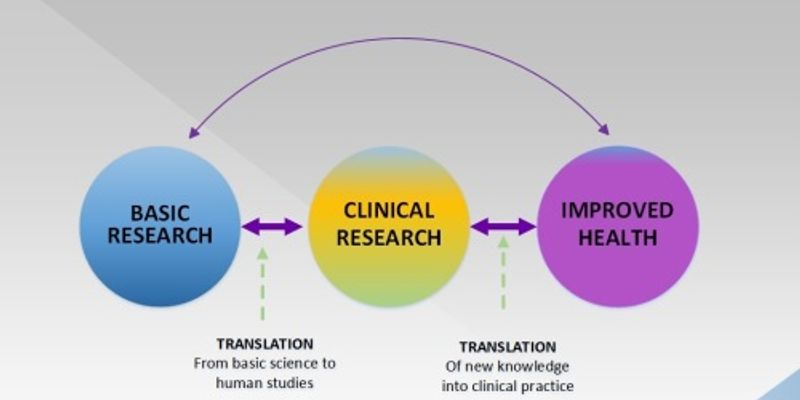 BASIC
RESEARCH
CLINICAL
RESEARCH
IMPROVED
HEALTH
TRANSLATION
From basic science to
human studies
TRANSLATION
Of new knowledge
into clinical practice